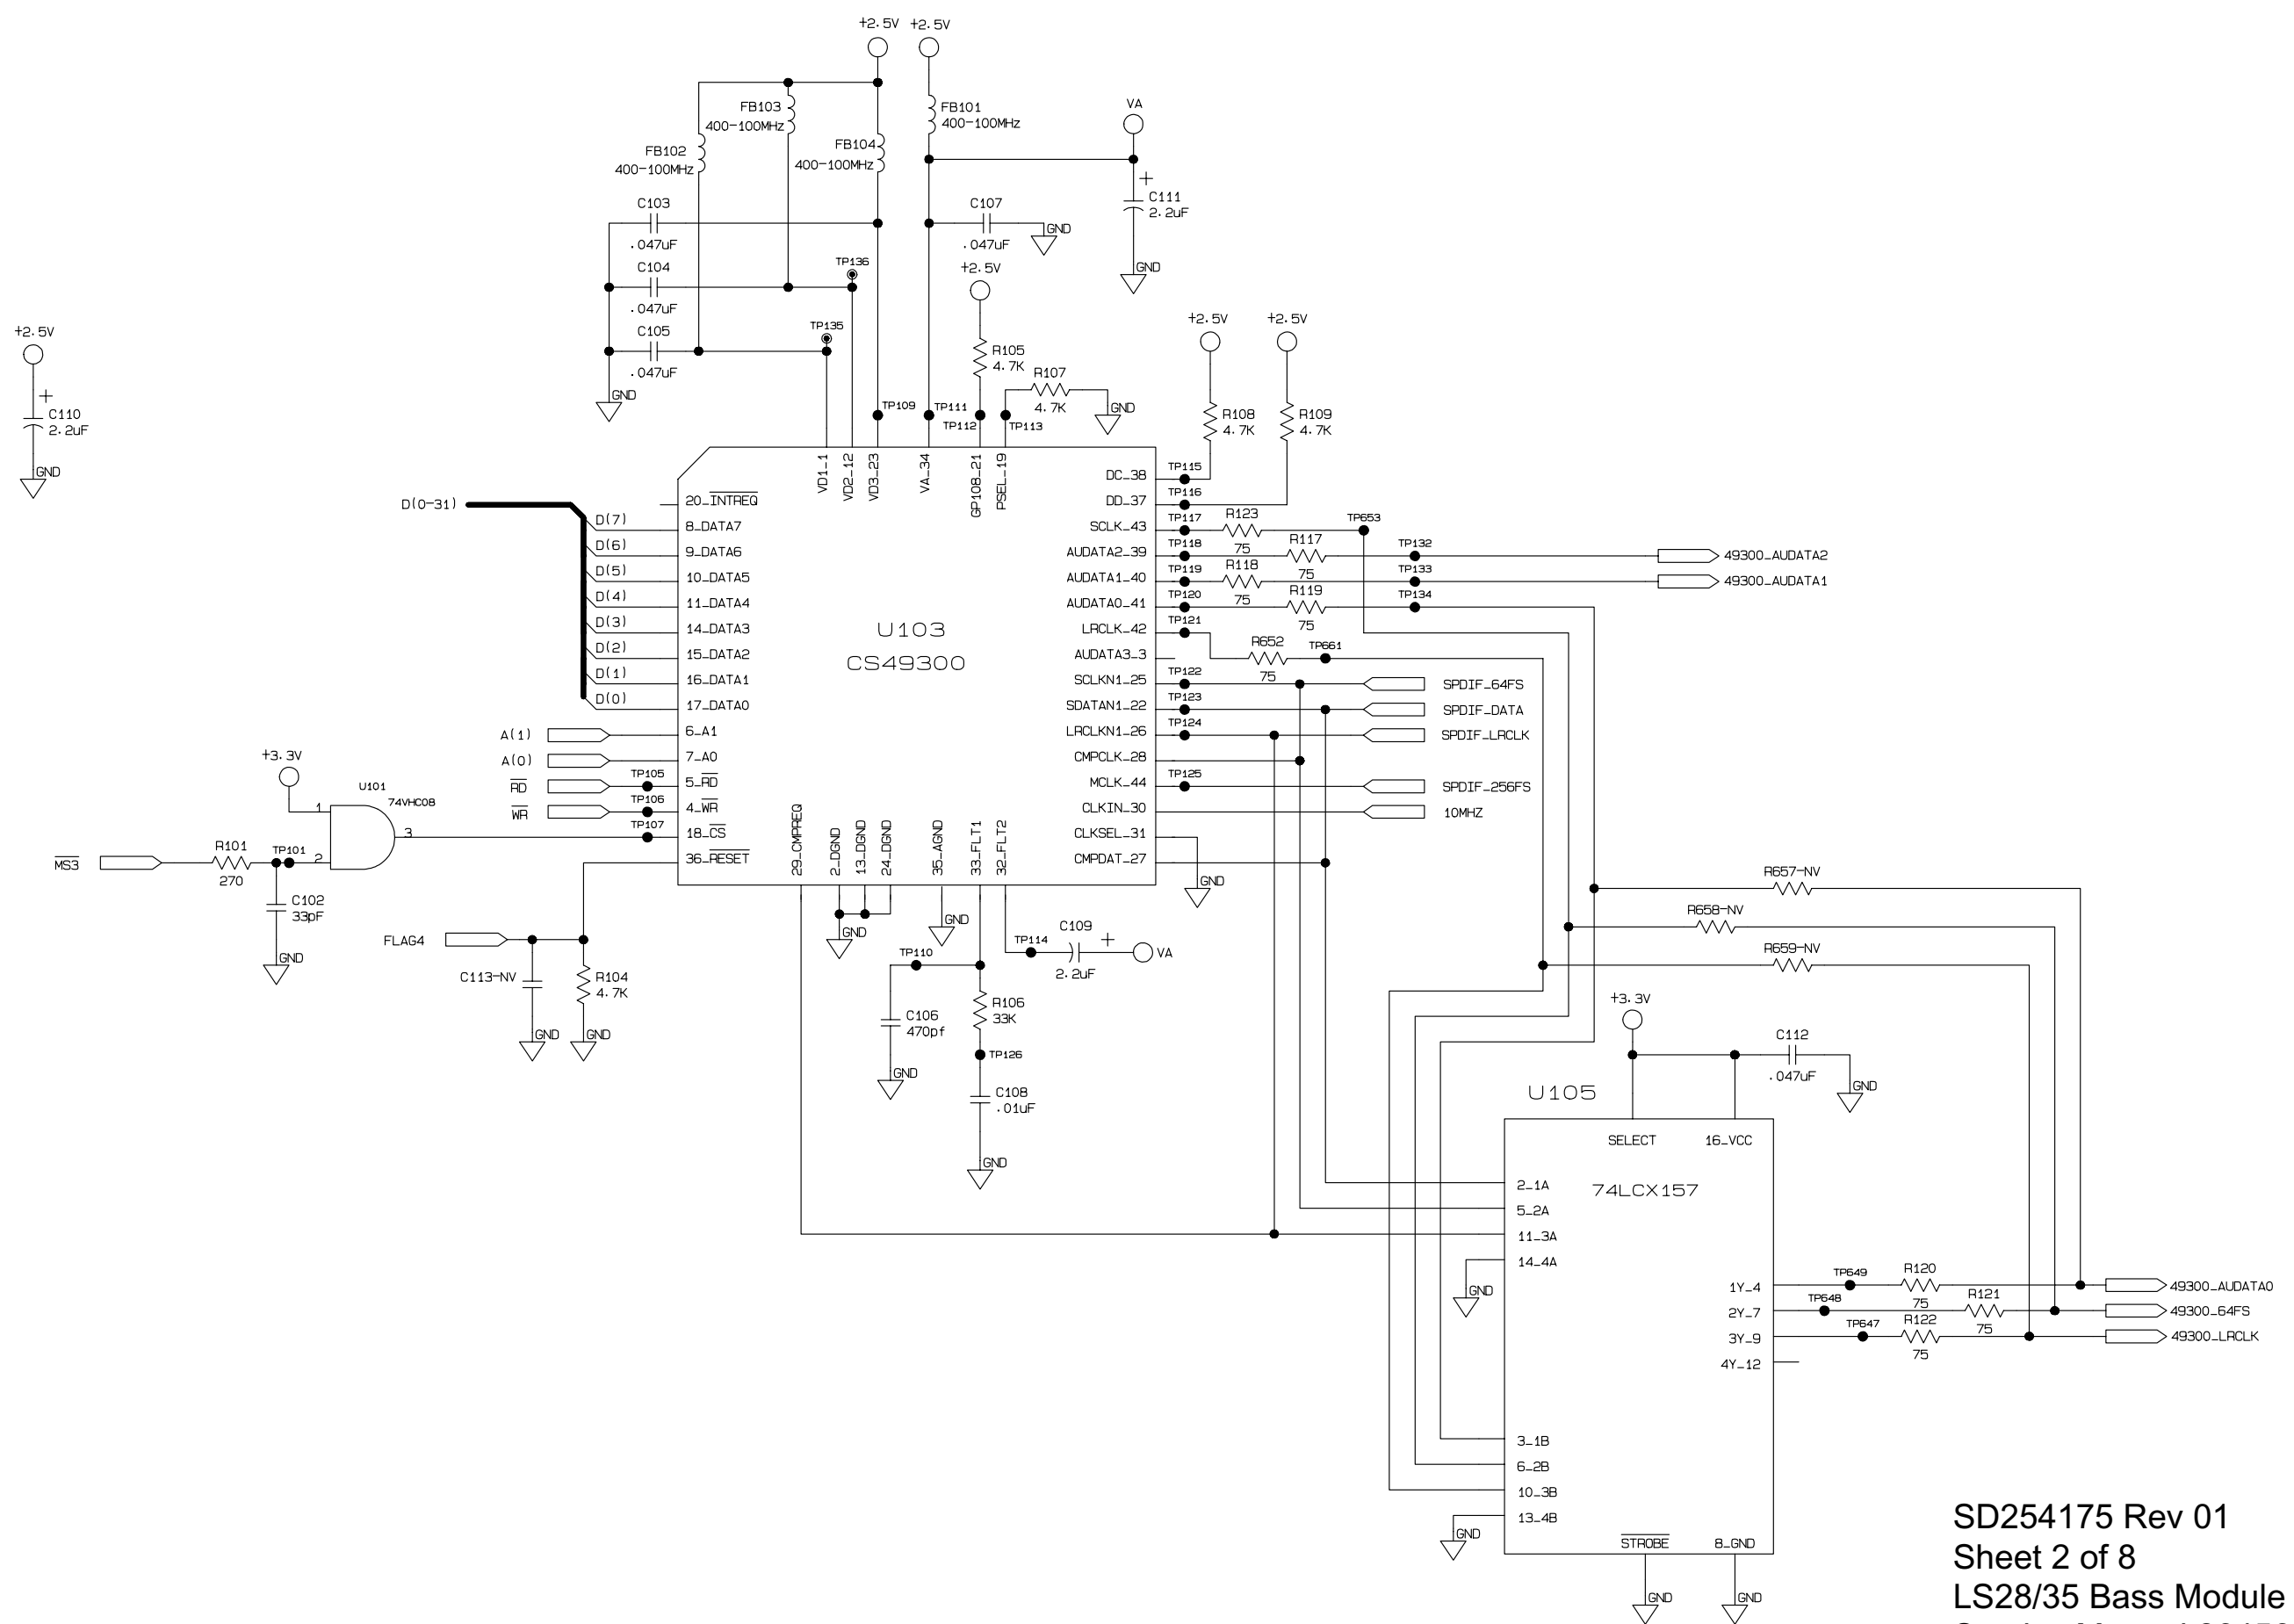 +2.5V +2.5V
FB103
400-100MHz
FB101
400-100MHz
VA
FB102
400-100MHz
FB104
400-100MHz
C111
2.2uF
GND
C103
.047uF
C107
.047uF
GND
C104
.047uF
TP136
+2.5V
C105
.047uF
TP135
GND
R105
4.7K
R107
4.7K
GND
+2.5V
C110
2.2uF
GND
+2.5V
+2.5V
R108
4.7K
R109
4.7K
TP109
TP111
TP112
TP113
VD1_1
VD2_12
VD3_23
VA_34
GP108_21
PSEL_19
D(0-31)
D(7)
D(6)
D(5)
D(4)
D(3)
D(2)
D(1)
D(0)
20_INTREQ
8_DATA7
9_DATA6
10_DATA5
11_DATA4
14_DATA3
15_DATA2
16_DATA1
17_DATA0
6_A1
7_A0
5_RD
4_WR
18_CS
36_RESET
U103
CS49300
DC_38
DD_37
SCLK_43
AUDATA2_39
AUDATA1_40
AUDATA0_41
LRCLK_42
AUDATA3_3
SCLKN1_25
SDATAN1_22
LRCLKN1_26
CMPCLK_28
MCLK_44
CLKIN_30
CLKSEL_31
CMPDAT_27
TP115
TP116
TP117
TP118
TP119
TP120
TP121
TP122
TP123
TP124
TP125
R123
75
R117
75
R118
75
R119
75
R652
75
TP653
TP132
TP133
TP134
TP661
49300_AUDATA2
49300_AUDATA1
SPDIF_64FS
SPDIF_DATA
SPDIF_LRCLK
SPDIF_256FS
10MHZ
GND
A(1)
A(0)
RD
WR
TP105
TP106
TP107
+3.3V
U101
74VHC08
1
2
3
MS3
R101
270
TP101
C102
33pF
GND
FLAG4
C113-NV
GND
R104
4.7K
GND
29_CMPREQ
2_DGND
13_DGND
24_DGND
35_AGND
33_FLT1
32_FLT2
GND
GND
TP110
TP114
C109
2.2uF
VA
C106
470pf
GND
R106
33K
TP126
C108
.01uF
GND
R657-NV
R658-NV
R659-NV
+3.3V
C112
.047uF
GND
U105
SELECT
16_VCC
74LCX157
2_1A
5_2A
11_3A
14_4A
GND
1Y_4
2Y_7
3Y_9
4Y_12
TP649
TP648
TP647
R120
75
R121
75
R122
75
49300_AUDATA0
49300_64FS
49300_LRCLK
3_1B
6_2B
10_3B
13_4B
GND
STROBE
8_GND
GND
GND
SD254175 Rev 01
Sheet 2 of 8
LS28/35 Bass Module